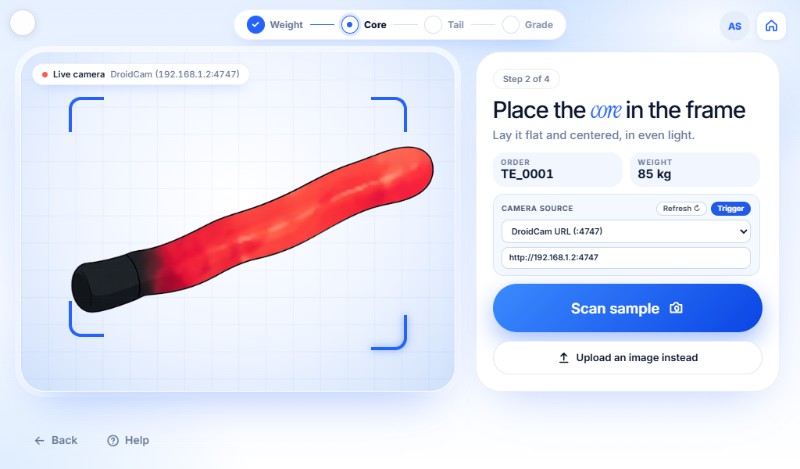 Weight
Core
Tail
Grade
AS
Live camera DroidCam (192.168.1.2:4747)
Step 2 of 4
Place the core in the frame
Lay it flat and centered, in even light.
ORDER
TE_0001
WEIGHT
85 kg
CAMERA SOURCE
Refresh ↻
Trigger
DroidCam URL (:4747)
http://192.168.1.2:4747
Scan sample
Upload an image instead
Back
Help